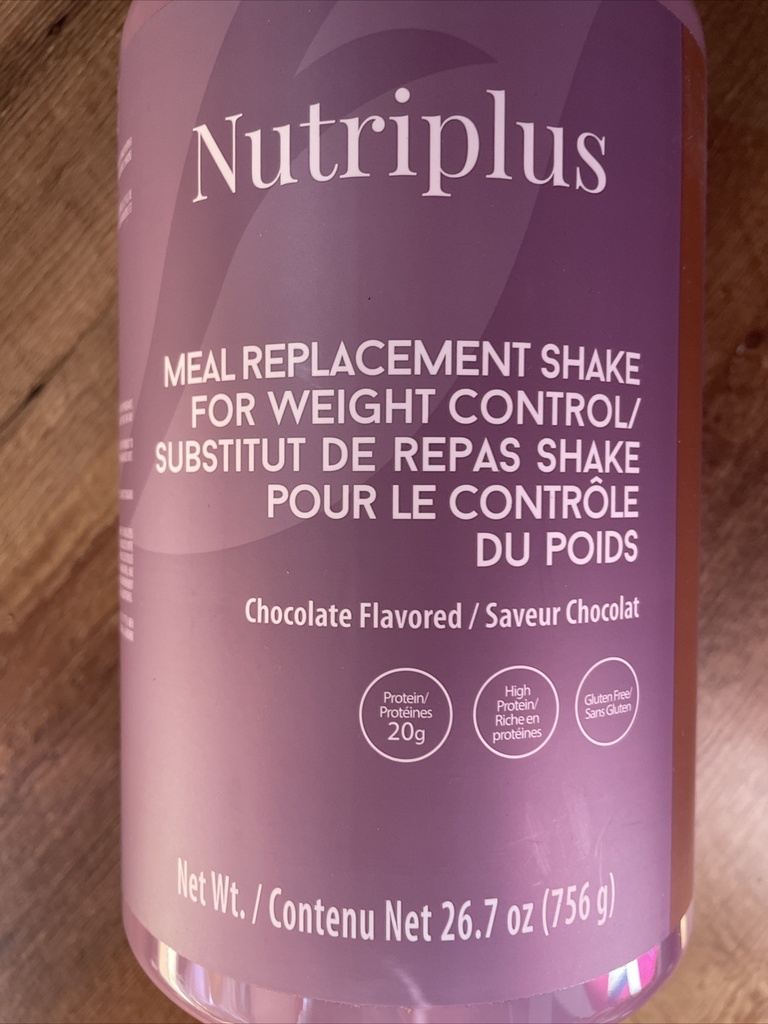 Nutriplus
MEAL REPLACEMENT SHAKE
FOR WEIGHT CONTROL/
SUBSTITUT DE REPAS SHAKE
POUR LE CONTRÔLE
DU POIDS
Chocolate Flavored / Saveur Chocolat
Protein/
Protéines
20g
High
Protein/
Riche en
protéines
Gluten Free/
Sans Gluten
Net Wt. / Contenu Net 26.7 oz (756 g)